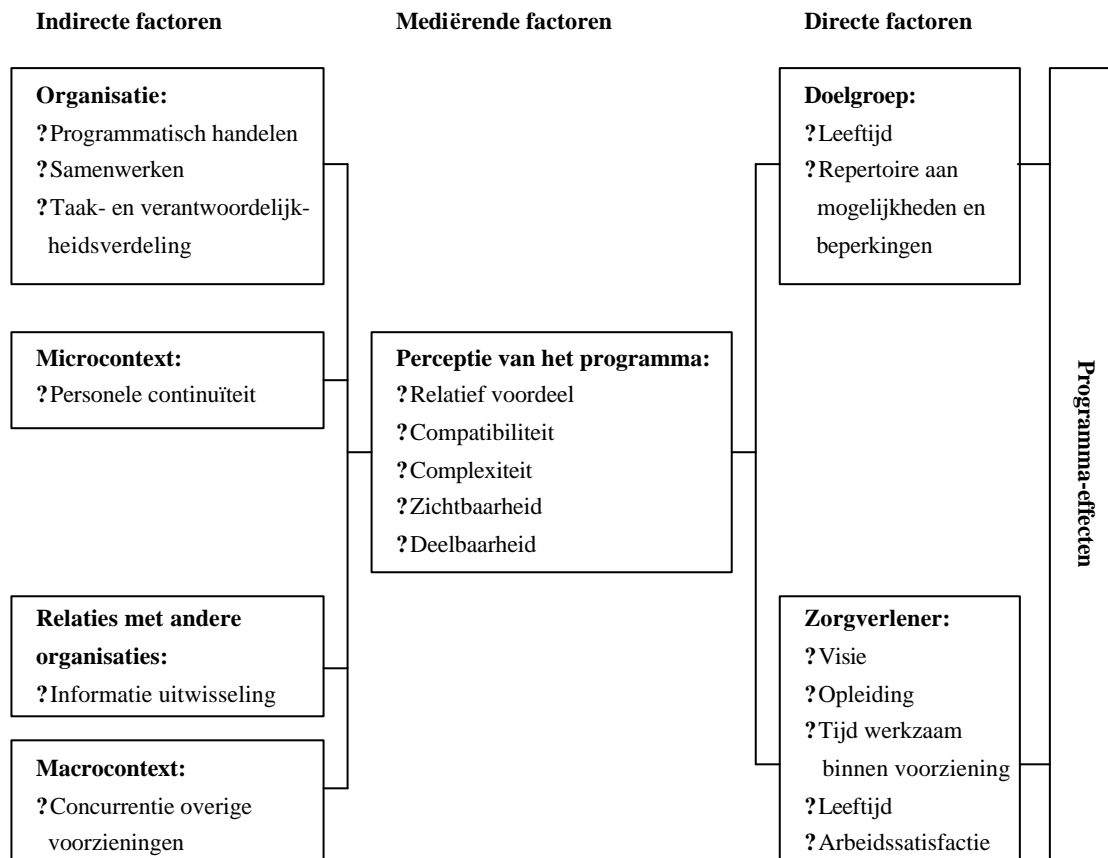 Indirecte factoren
Mediërende factoren
Directe factoren
Organisatie:
?Programmatisch handelen
?Samenwerken
?Taak- en verantwoordelijk-
heidsverdeling
Microcontext:
?Personele continuïteit
Relaties met andere
organisaties:
?Informatie uitwisseling
Macrocontext:
?Concurrentie overige
voorzieningen
Perceptie van het programma:
?Relatief voordeel
?Compatibiliteit
?Complexiteit
?Zichtbaarheid
?Deelbaarheid
Doelgroep:
?Leeftijd
?Repertoire aan
mogelijkheden en
beperkingen
Zorgverlener:
?Visie
?Opleiding
?Tijd werkzaam
binnen voorziening
?Leeftijd
?Arbeidssatisfactie
Programma-effecten